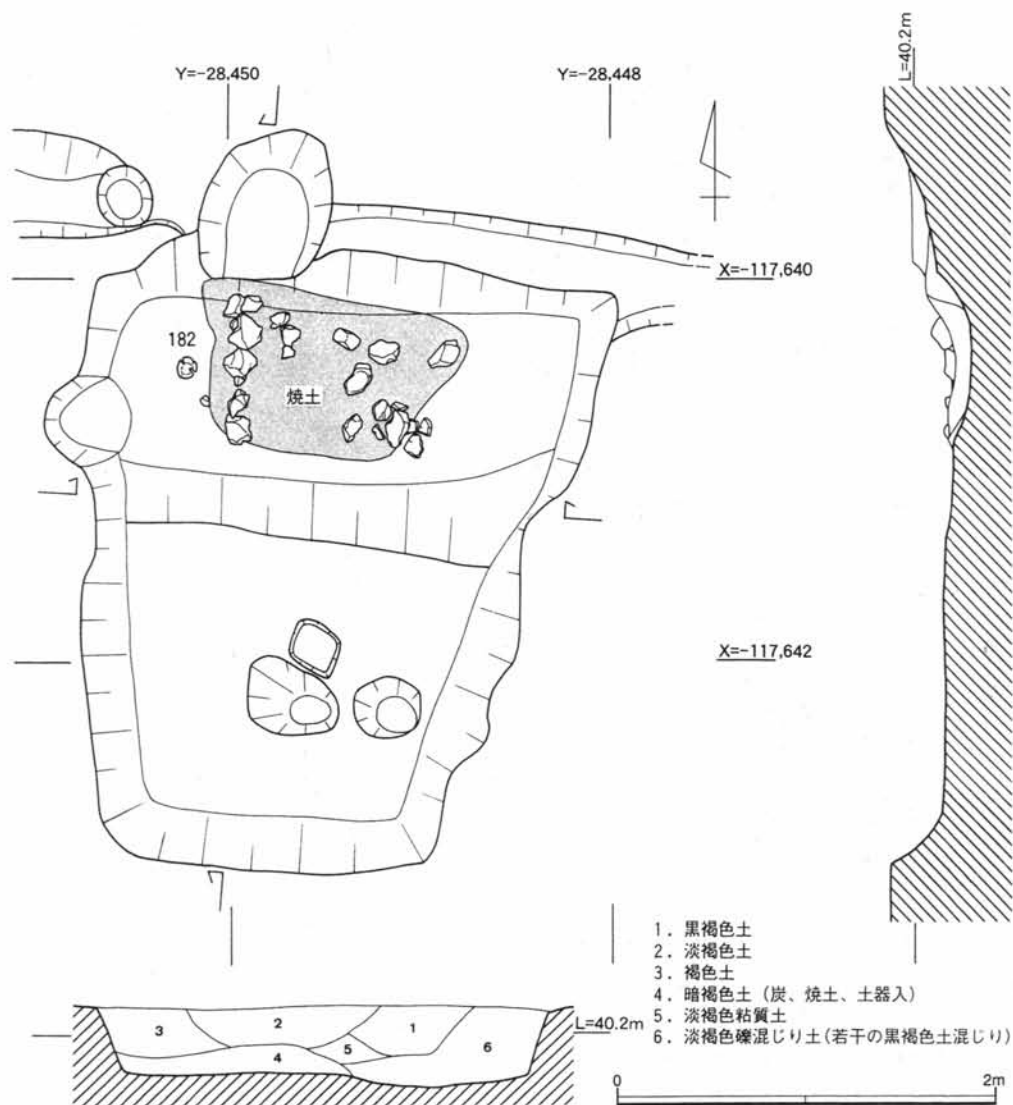 L=40.2m
Y=-28,450
Y=-28,448
X=-117,640
182
焼土
X=-117,642
1．黒褐色土
2．淡褐色土
3．褐色土
4．暗褐色土（炭、焼土、土器入）
5．淡褐色粘質土
6．淡褐色礫混じり土（若干の黒褐色土混じり）
L=40.2m
3
2
1
4
5
6
0
2m